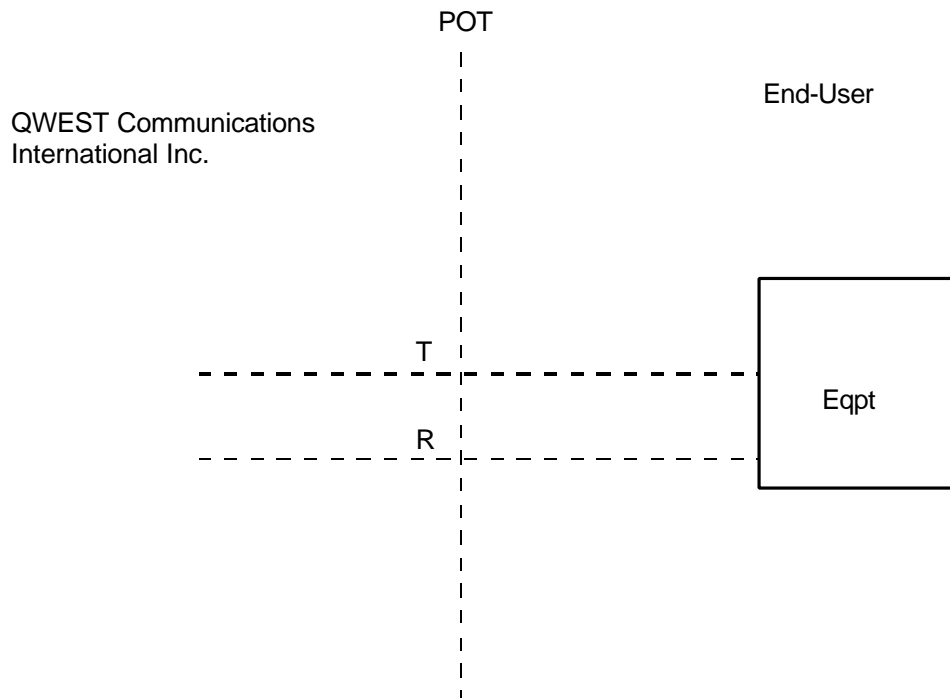 POT
End-User
QWEST Communications
International Inc.
T
R
Eqpt